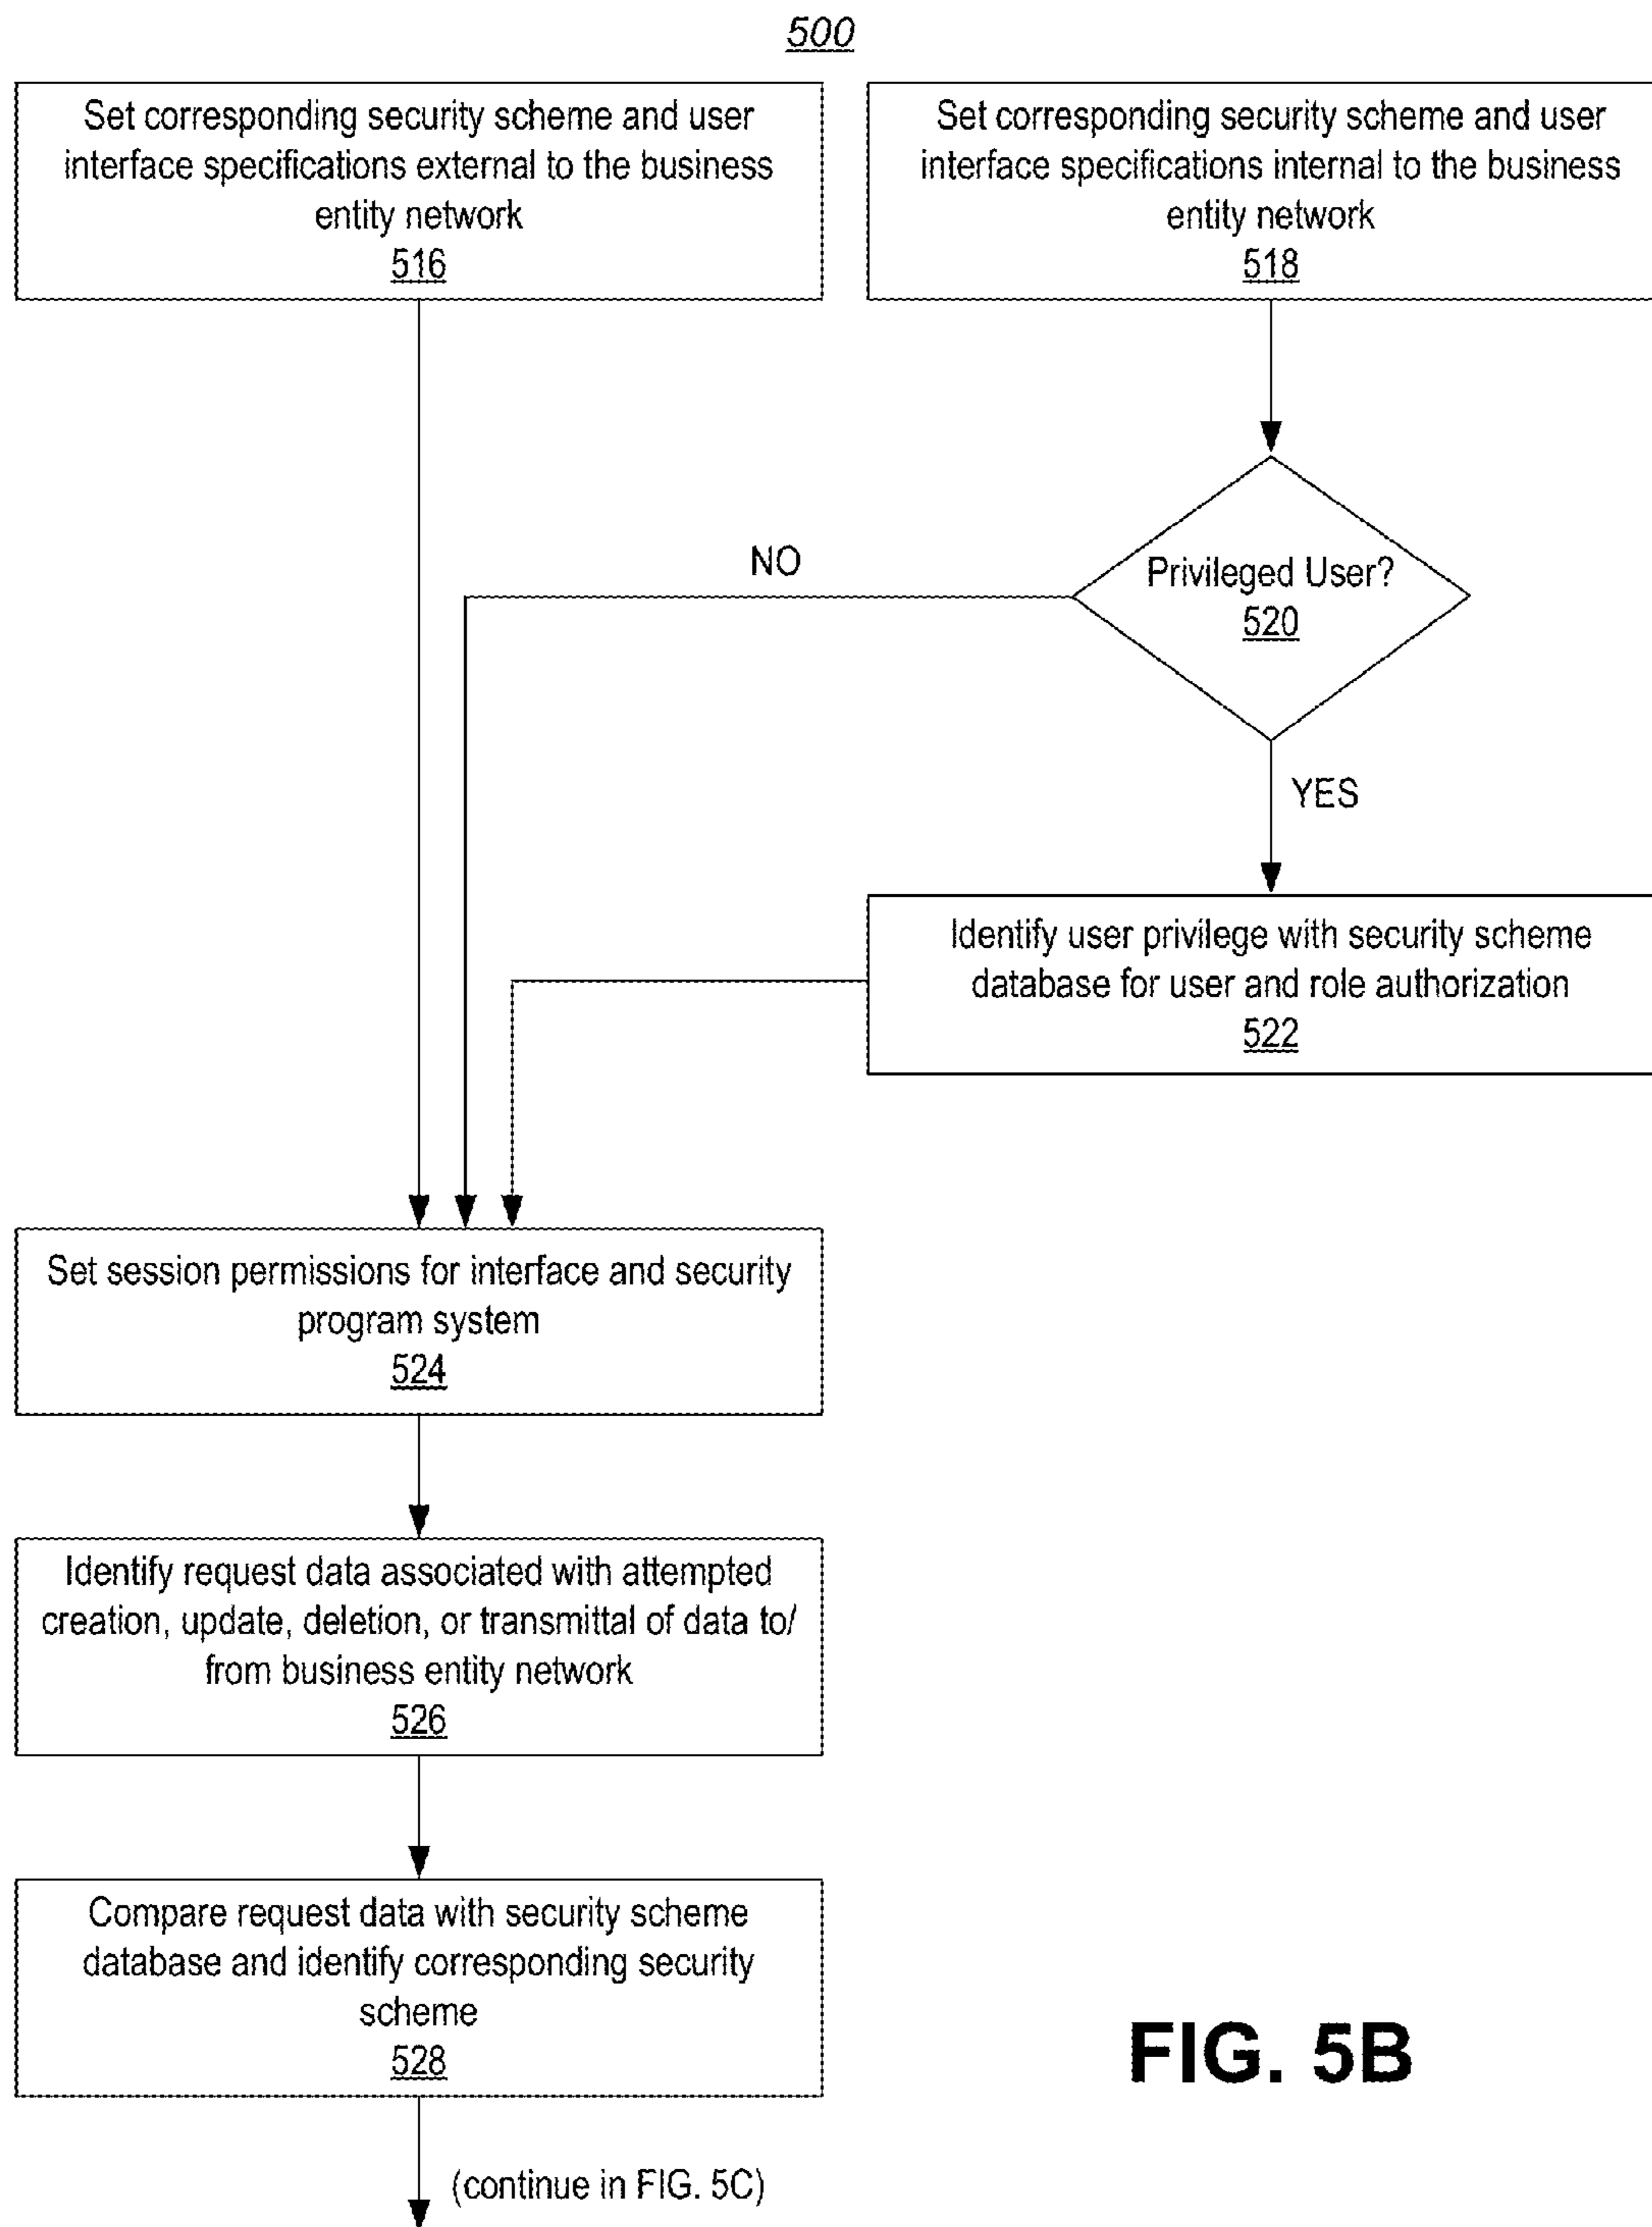 500
Set corresponding security scheme and user
interface specifications external to the business
entity network
516
Set corresponding security scheme and user
interface specifications internal to the business
entity network
518
Privileged User?
520
NO
YES
Identify user privilege with security scheme
database for user and role authorization
522
Set session permissions for interface and security
program system
524
Identify request data associated with attempted
creation, update, deletion, or transmittal of data to/
from business entity network
526
Compare request data with security scheme
database and identify corresponding security
scheme
528
(continue in FIG. 5C)
FIG. 5B